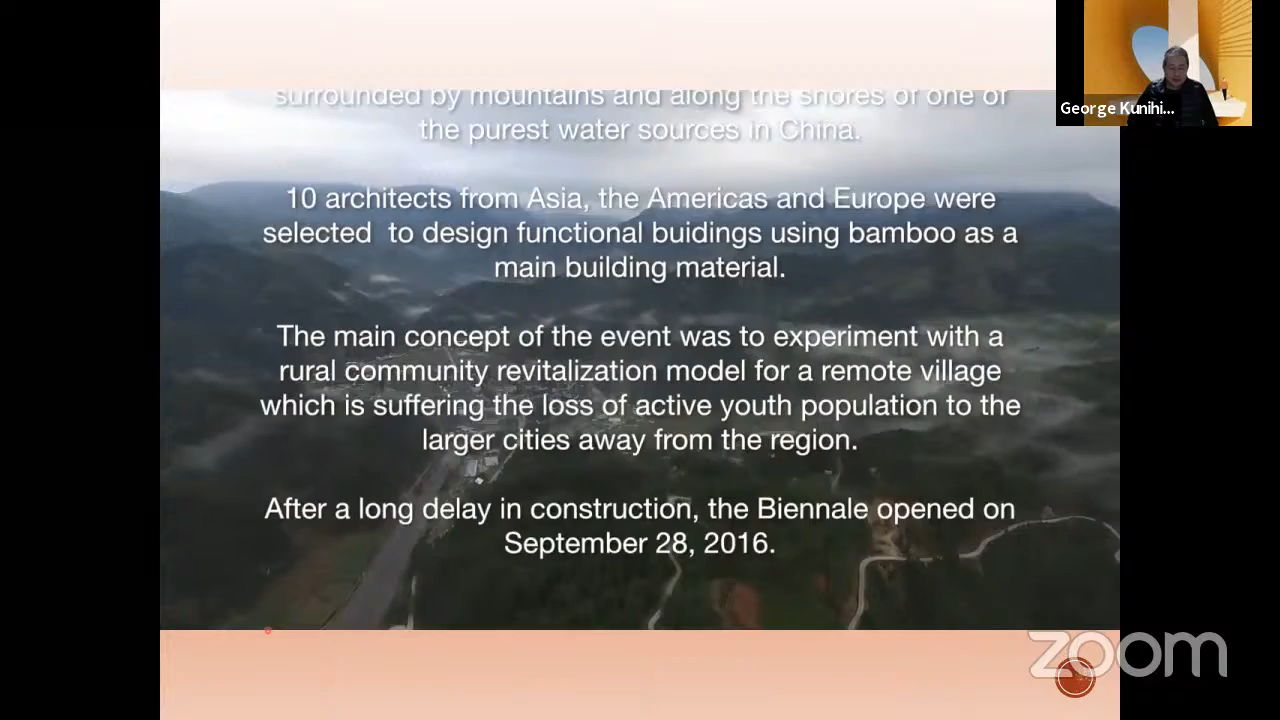 George Kunihi...
surrounded by mountains and along the shores of one of
the purest water sources in China.
10 architects from Asia, the Americas and Europe were
selected to design functional buidings using bamboo as a
main building material.
The main concept of the event was to experiment with a
rural community revitalization model for a remote village
which is suffering the loss of active youth population to the
larger cities away from the region.
After a long delay in construction, the Biennale opened on
September 28, 2016.
zoom